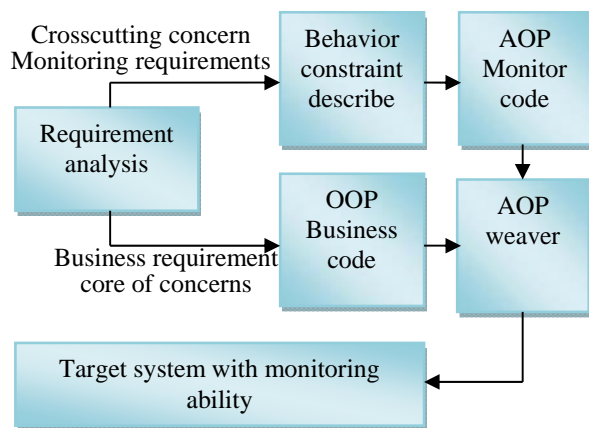 Crosscutting concern
Monitoring requirements
Behavior
constraint
describe
AOP
Monitor
code
Requirement
analysis
OOP
Business
code
AOP
weaver
Business requirement
core of concerns
Target system with monitoring
ability